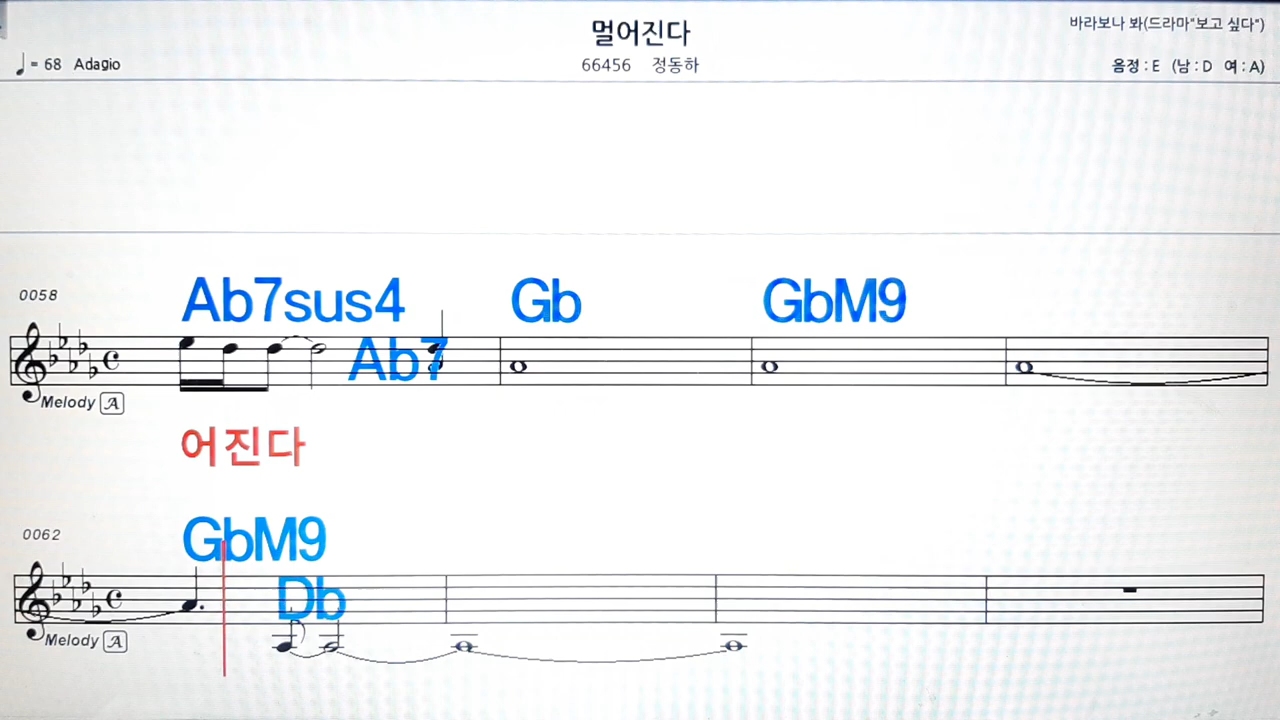 멀어진다
바라보나 봐(드라마"보고 싶다")
♩ = 68 Adagio
66456 정동하
음정 : E (남 : D 여 : A)
0058
Ab7sus4 Gb GbM9
Ab7
Melody A
어진다
0062
GbM9
Db
Melody A